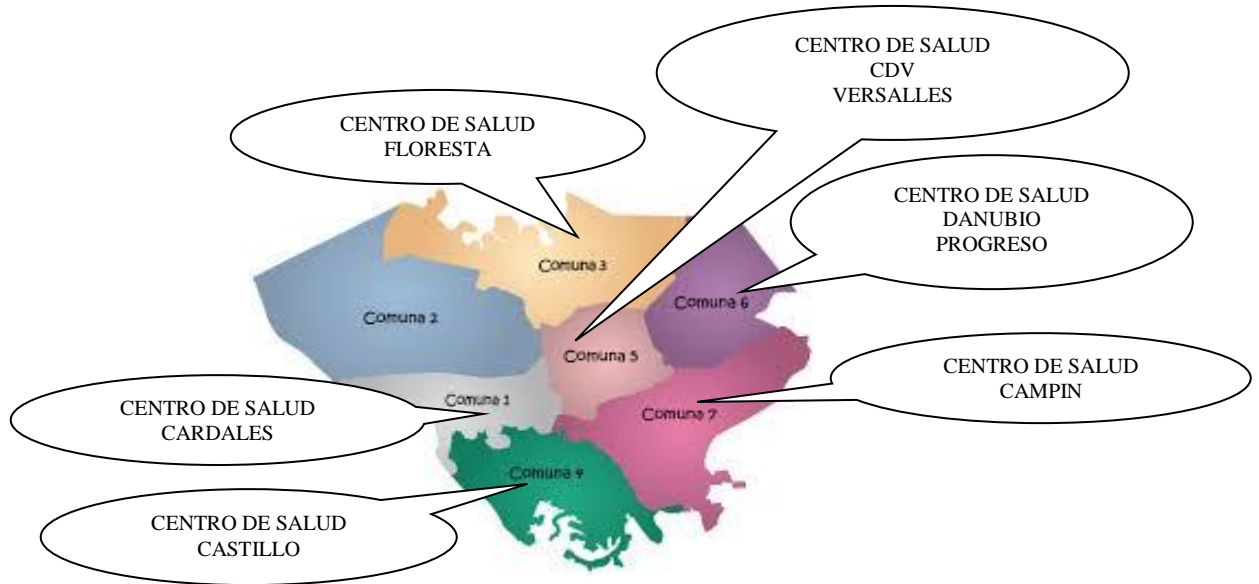 CENTRO DE SALUD
CDV
VERSALLES
CENTRO DE SALUD
FLORESTA
CENTRO DE SALUD
DANUBIO
PROGRESO
Comuna 3
Comuna 6
Comuna 2
Comuna 5
CENTRO DE SALUD
CAMPIN
CENTRO DE SALUD
CARDALES
Comuna 1
Comuna 7
Comuna 4
CENTRO DE SALUD
CASTILLO